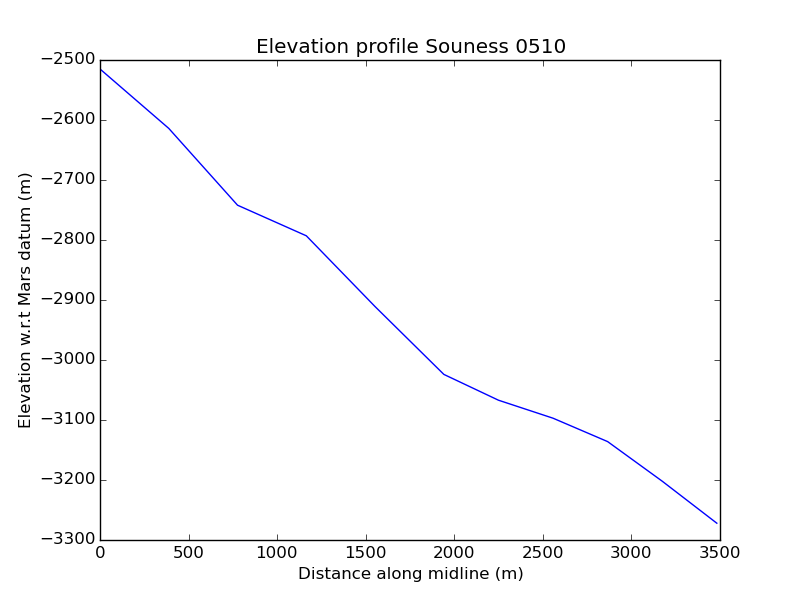 Elevation profile Souness 0510
Elevation w.r.t Mars datum (m)
−2500
−2600
−2700
−2800
−2900
−3000
−3100
−3200
−3300
0 500 1000 1500 2000 2500 3000 3500
Distance along midline (m)